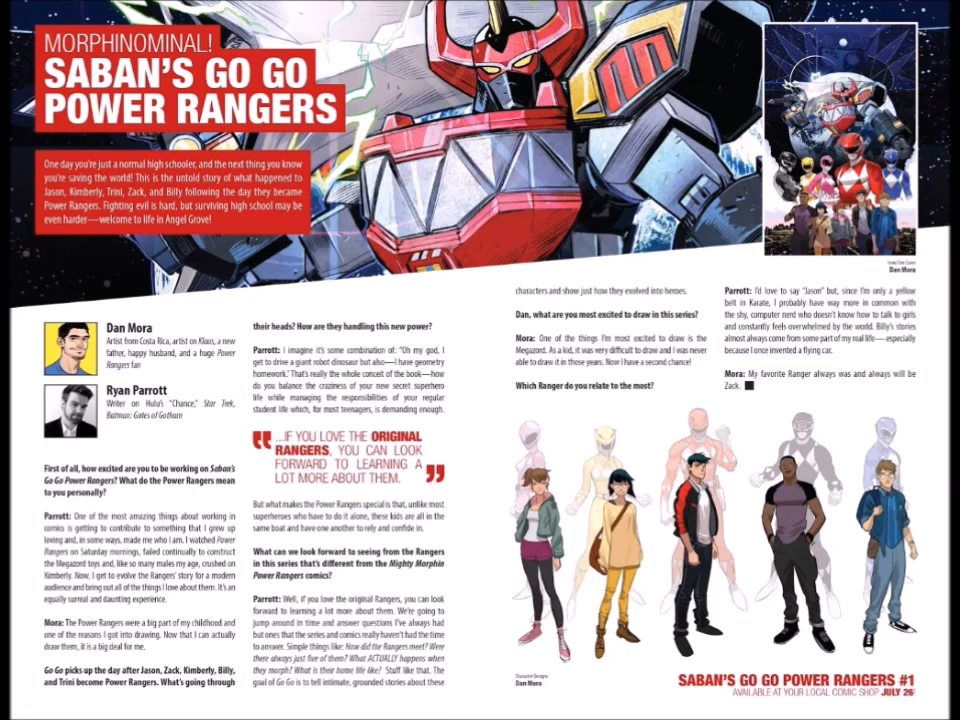 MORPHINOMINAL!
SABAN'S GO GO
POWER RANGERS
One day you're just a normal high schooler, and the next thing you know
you're saving the world! This is the untold story of what happened to
Jason, Kimberly, Trini, Zack, and Billy following the day they became
Power Rangers. Fighting evil is hard, but surviving high school may be
even harder—welcome to life in Angel Grove!
Issue One Cover
Dan Mora
Dan Mora
Artist from Costa Rica, artist on Klaus, a new
father, happy husband, and a huge Power
Rangers fan
Ryan Parrott
Writer on Hulu's "Chance," Star Trek,
Batman: Gates of Gotham
First of all, how excited are you to be working on Saban's
Go Go Power Rangers? What do the Power Rangers mean
to you personally?
Parrott: One of the most amazing things about working in
comics is getting to contribute to something that I grew up
loving and, in some ways, made me who I am. I watched Power
Rangers on Saturday mornings, failed continually to construct
the Megazord toys and, like so many males my age, crushed on
Kimberly. Now, I get to evolve the Rangers' story for a modern
audience and bring out all of the things I love about them. It's an
equally surreal and daunting experience.
Mora: The Power Rangers were a big part of my childhood and
one of the reasons I got into drawing. Now that I can actually
draw them, it is a big deal for me.
Go Go picks up the day after Jason, Zack, Kimberly, Billy,
and Trini become Power Rangers. What's going through
their heads? How are they handling this new power?
Parrott: I imagine it's some combination of: "Oh my god, I
get to drive a giant robot dinosaur but also—I have geometry
homework." That's really the whole conceit of the book—how
do you balance the craziness of your new secret superhero
life while managing the responsibilities of your regular
student life which, for most teenagers, is demanding enough.
"...IF YOU LOVE THE ORIGINAL
RANGERS, YOU CAN LOOK
FORWARD TO LEARNING A
LOT MORE ABOUT THEM."
But what makes the Power Rangers special is that, unlike most
superheroes who have to do it alone, these kids are all in the
same boat and have one another to rely and confide in.
What can we look forward to seeing from the Rangers
in this series that's different from the Mighty Morphin
Power Rangers comics?
Parrott: Well, if you love the original Rangers, you can look
forward to learning a lot more about them. We're going to
jump around in time and answer questions I've always had
but ones that the series and comics really haven't had the time
to answer. Simple things like: How did the Rangers meet? Were
there always just five of them? What ACTUALLY happens when
they morph? What is their home life like? Stuff like that. The
goal of Go Go is to tell intimate, grounded stories about these
characters and show just how they evolved into heroes.
Dan, what are you most excited to draw in this series?
Mora: One of the things I'm most excited to draw is the
Megazord. As a kid, it was very difficult to draw and I was never
able to draw it in those years. Now I have a second chance!
Which Ranger do you relate to the most?
Parrott: I'd love to say "Jason" but, since I'm only a yellow
belt in Karate, I probably have way more in common with
the shy, computer nerd who doesn't know how to talk to girls
and constantly feels overwhelmed by the world. Billy's stories
almost always come from some part of my real life—especially
because I once invented a flying car.
Mora: My favorite Ranger always was and always will be
Zack.
Character Designs
Dan Mora
SABAN'S GO GO POWER RANGERS #1
AVAILABLE AT YOUR LOCAL COMIC SHOP JULY 26!